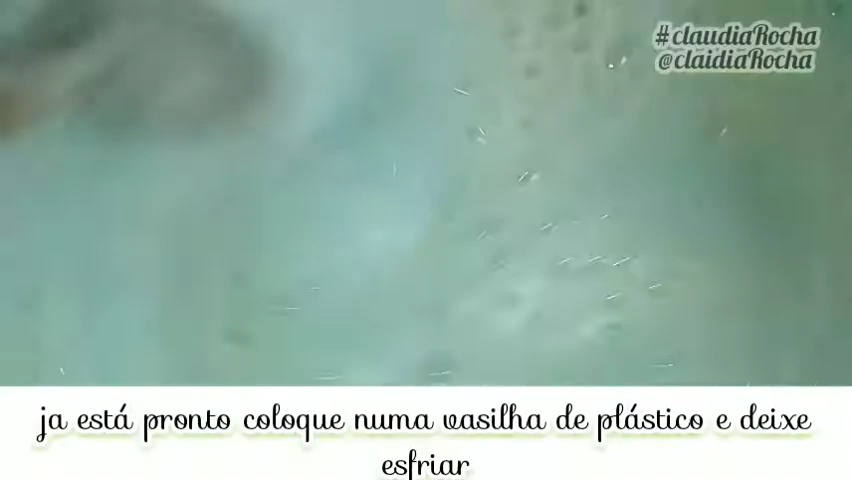 #claudiaRocha
@claidiaRocha
ja está pronto coloque numa vasilha de plástico e deixe
esfriar